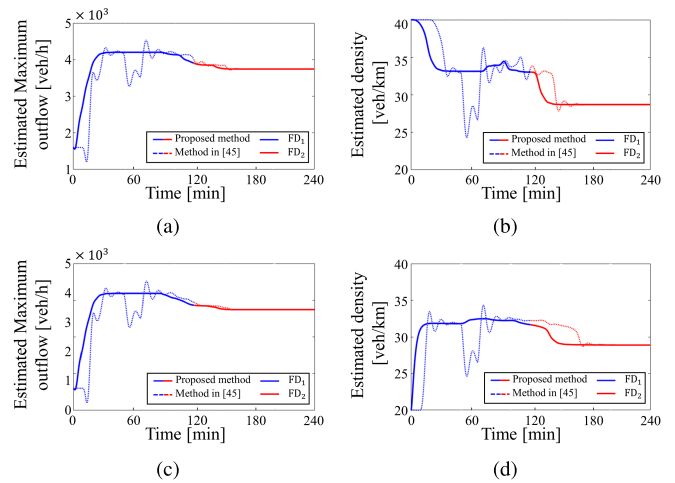 5 × 10³
4
3
2
1
0 60 120 180 240
Estimated Maximum
outflow [veh/h]
Time [min]
Proposed method FD₁
Method in [45] FD₂
(a)
40
35
30
25
20
0 60 120 180 240
Estimated density
[veh/km]
Time [min]
Proposed method FD₁
Method in [45] FD₂
(b)
5 × 10³
4
3
2
1
0
0 60 120 180 240
Estimated Maximum
outflow [veh/h]
Time [min]
Proposed method FD₁
Method in [45] FD₂
(c)
40
35
30
25
20
0 60 120 180 240
Estimated density
[veh/km]
Time [min]
Proposed method FD₁
Method in [45] FD₂
(d)